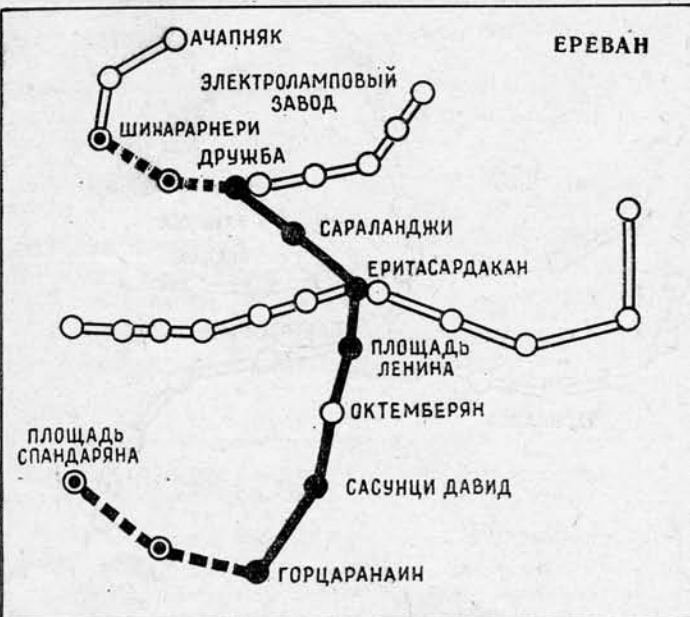 АЧАПНЯК
ЕРЕВАН
ЭЛЕКТРОЛАМПОВЫЙ
ЗАВОД
ШИНАРАРНЕРИ
ДРУЖБА
САРАЛАНДЖИ
ЕРИТАСАРДАКАН
ПЛОЩАДЬ
ЛЕНИНА
ОКТЕМБЕРЯН
ПЛОЩАДЬ
СПАНДАРЯНА
САСУНЦИ ДАВИД
ГОРЦАРАНАИН